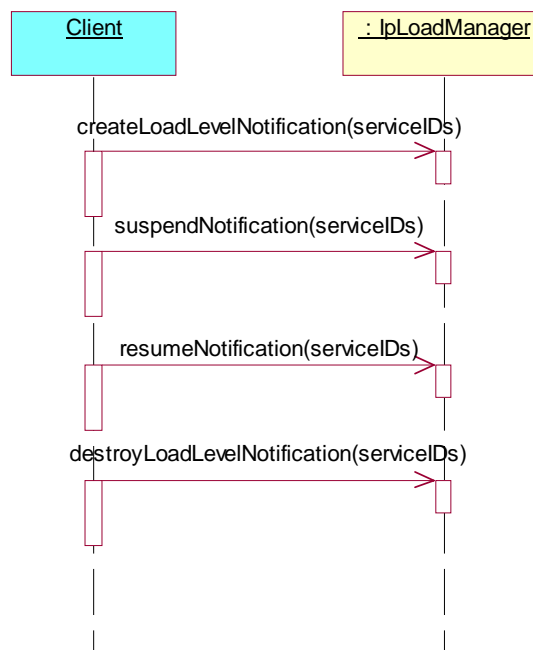 Client
: IpLoadManager
createLoadLevelNotification(serviceIDs)
suspendNotification(serviceIDs)
resumeNotification(serviceIDs)
destroyLoadLevelNotification(serviceIDs)